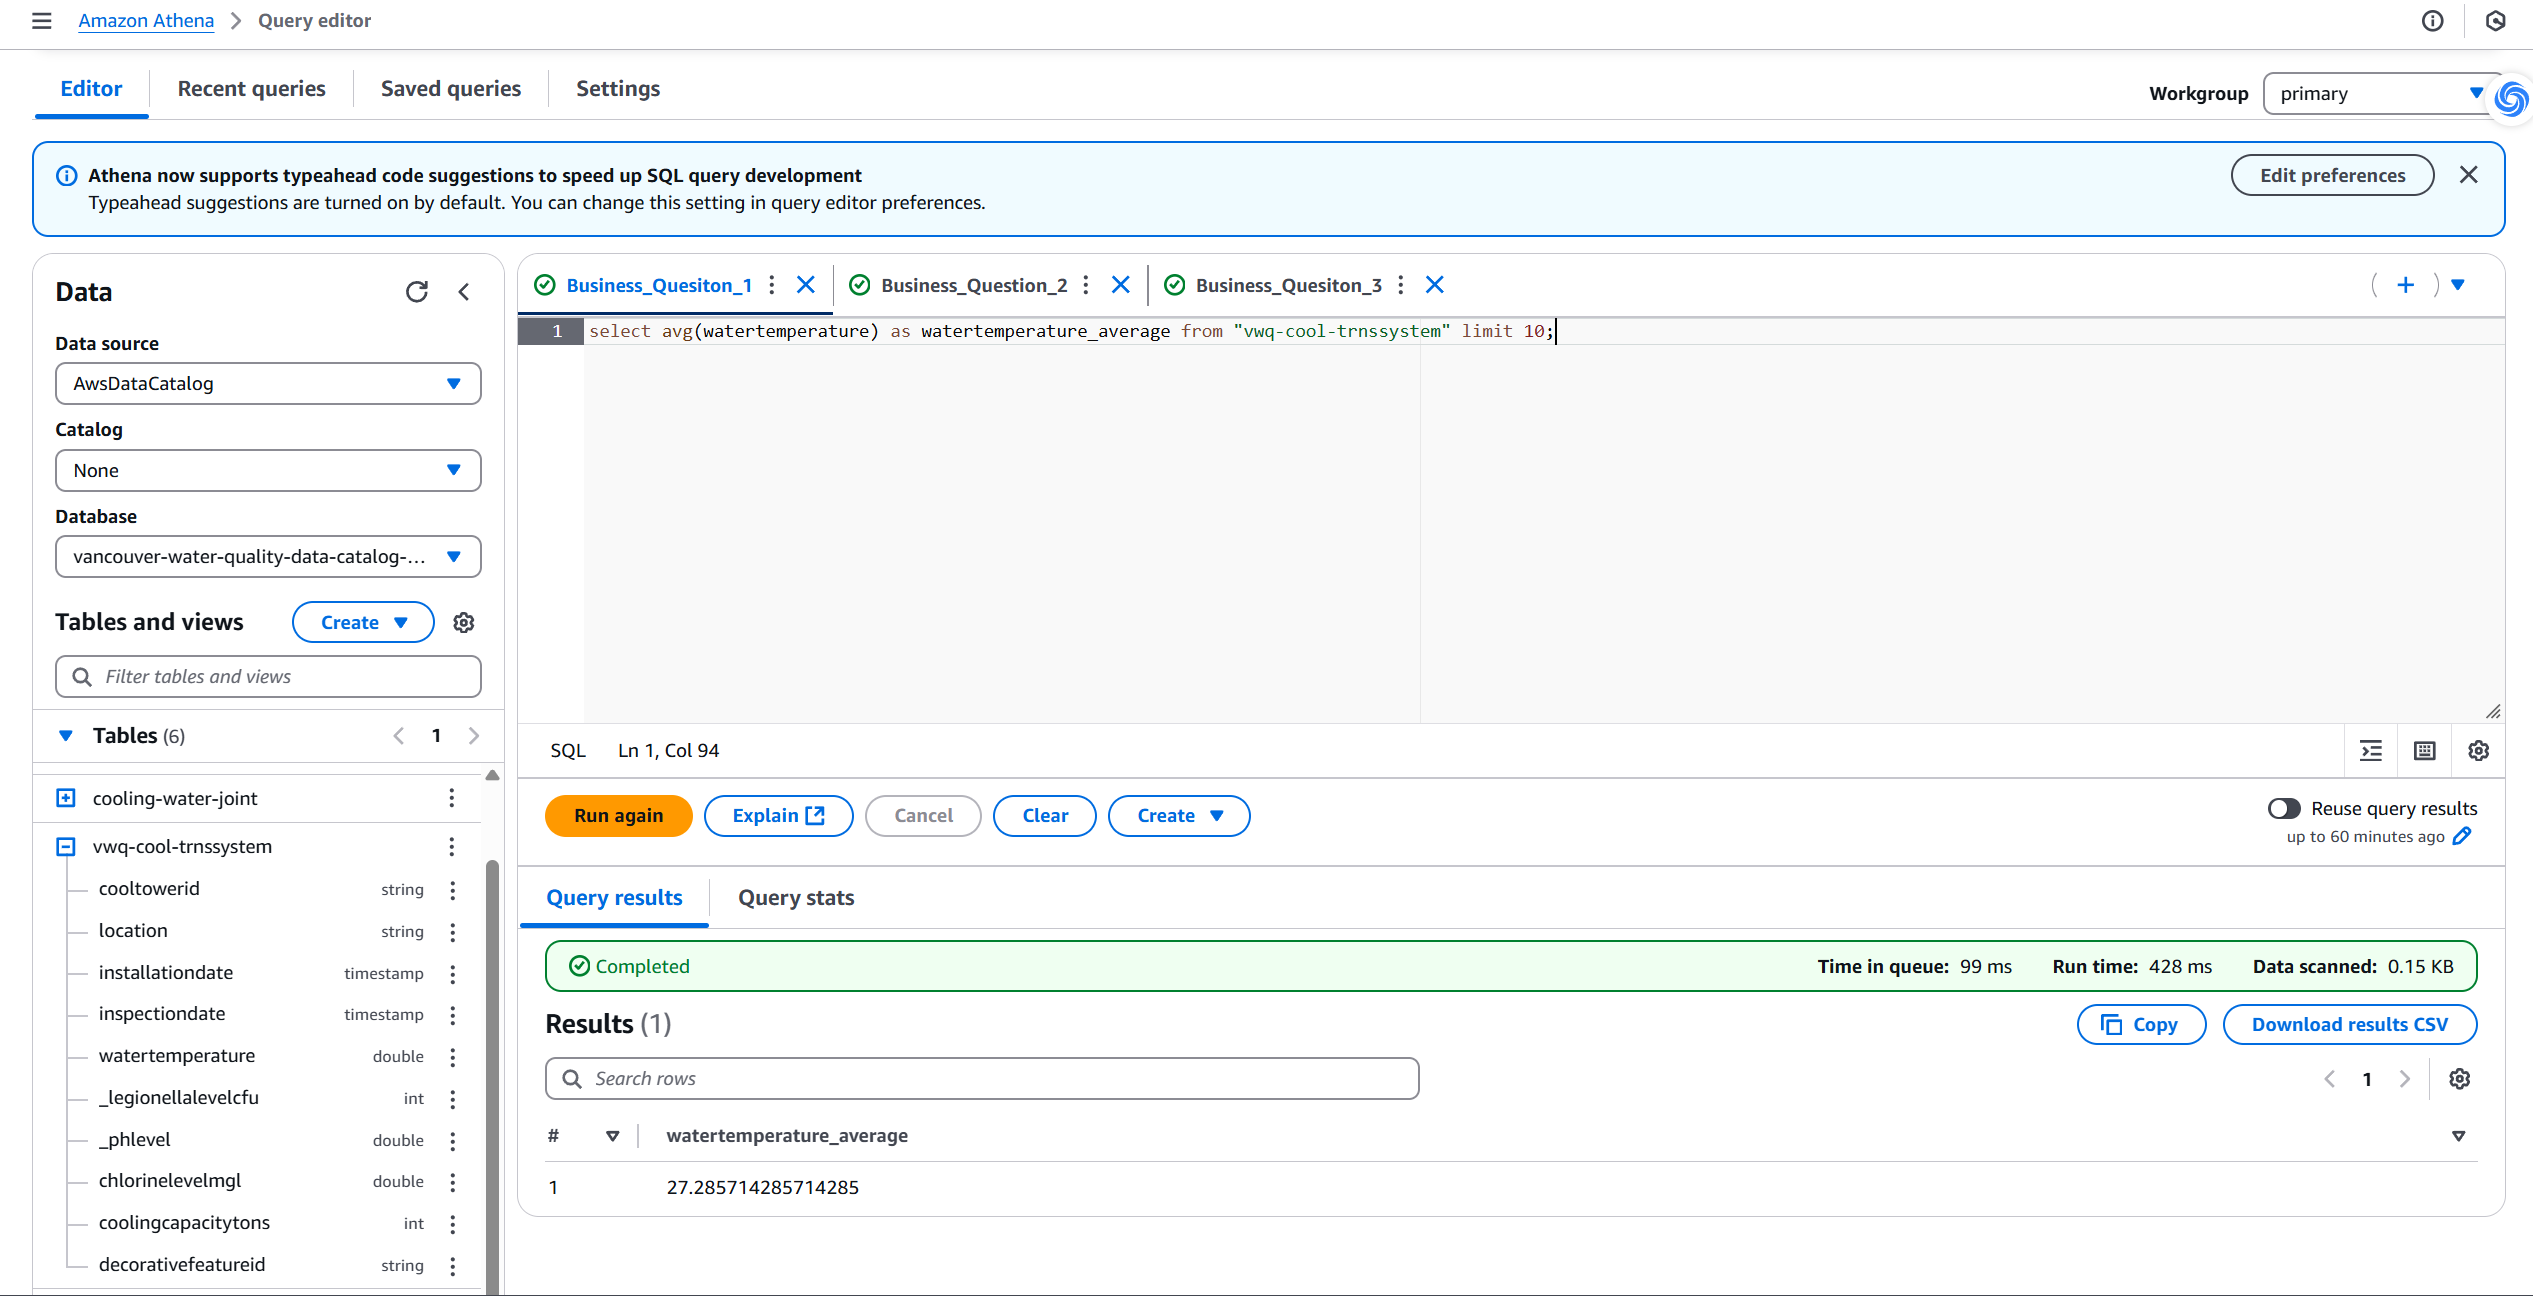 Amazon Athena > Query editor
Editor Recent queries Saved queries Settings
Workgroup primary
Athena now supports typeahead code suggestions to speed up SQL query development
Typeahead suggestions are turned on by default. You can change this setting in query editor preferences.
Edit preferences
Data
Data source
AwsDataCatalog
Catalog
None
Database
vancouver-water-quality-data-catalog-...
Tables and views Create
Filter tables and views
Tables (6) 1
cooling-water-joint
vwq-cool-trnssystem
cooltowerid string
location string
installationdate timestamp
inspectiondate timestamp
watertemperature double
_legionellalevelcfu int
_phlevel double
chlorinelevelmgl double
coolingcapacitytons int
decorativefeatureid string
Business_Quesiton_1 Business_Question_2 Business_Quesiton_3
1 select avg(watertemperature) as watertemperature_average from "vwq-cool-trnssystem" limit 10;
SQL Ln 1, Col 94
Run again Explain Cancel Clear Create
Reuse query results
up to 60 minutes ago
Query results Query stats
Completed Time in queue: 99 ms Run time: 428 ms Data scanned: 0.15 KB
Results (1) Copy Download results CSV
Search rows 1
# watertemperature_average
1 27.285714285714285